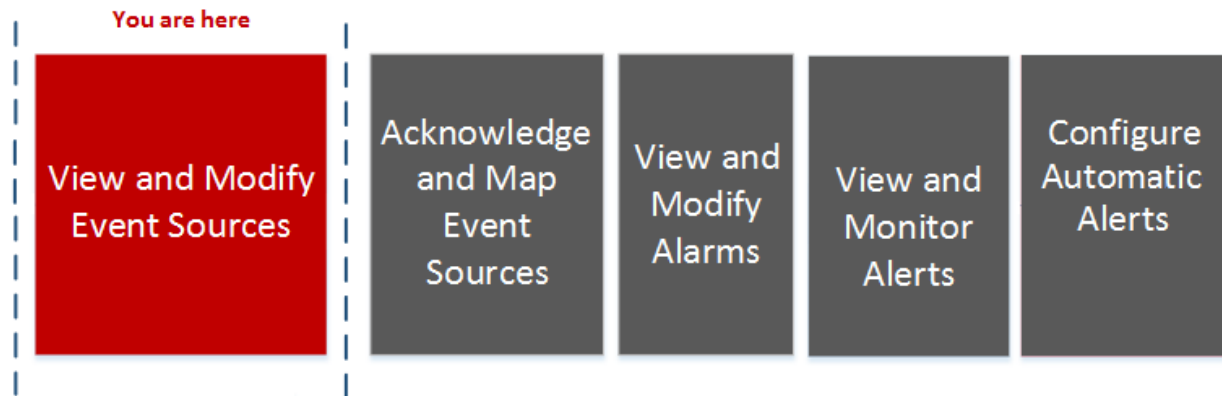 You are here
View and Modify
Event Sources
Acknowledge
and Map
Event
Sources
View and
Modify
Alarms
View and
Monitor
Alerts
Configure
Automatic
Alerts